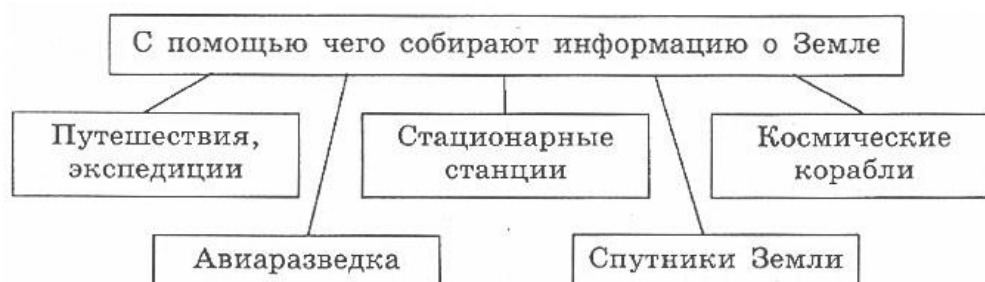 С помощью чего собирают информацию о Земле
Путешествия,
экспедиции
Стационарные
станции
Космические
корабли
Авиаразведка
Спутники Земли